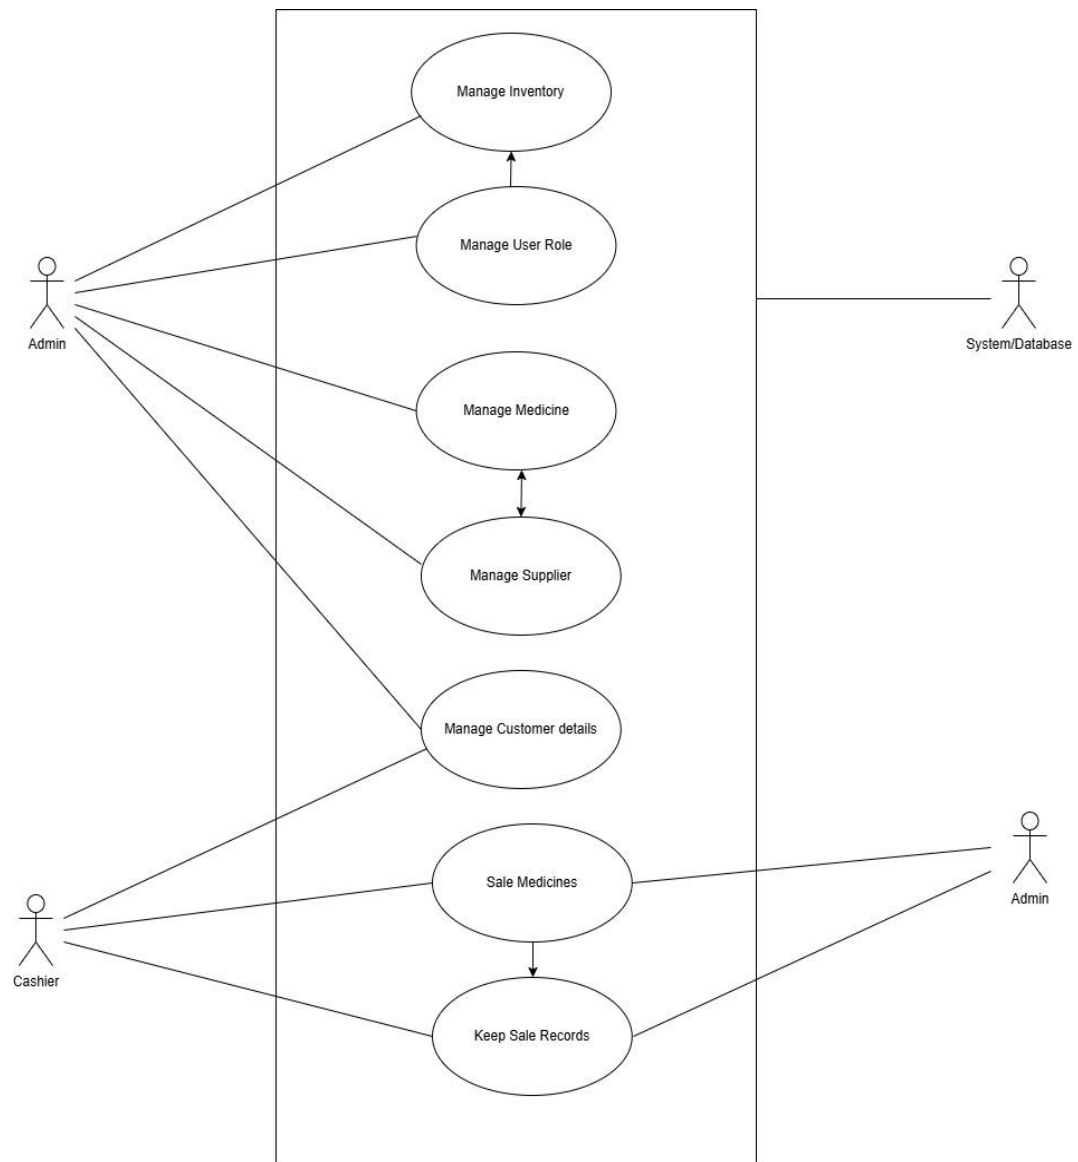 Manage Inventory
Manage User Role
Admin
System/Database
Manage Medicine
Manage Supplier
Manage Customer details
Sale Medicines
Admin
Cashier
Keep Sale Records